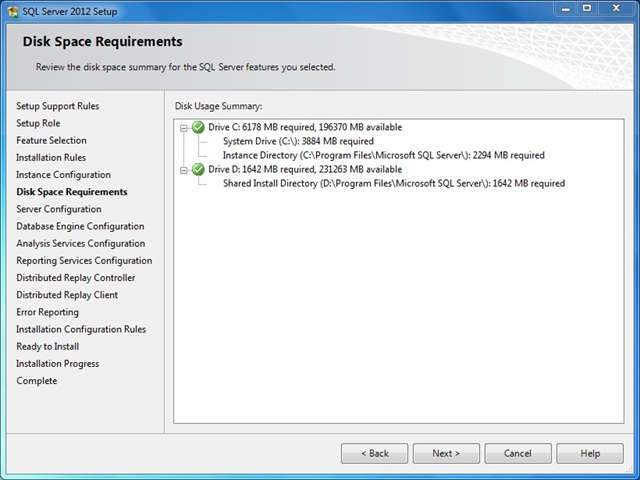 SQL Server 2012 Setup
Disk Space Requirements
Review the disk space summary for the SQL Server features you selected.
Setup Support Rules
Setup Role
Feature Selection
Installation Rules
Instance Configuration
Disk Space Requirements
Server Configuration
Database Engine Configuration
Analysis Services Configuration
Reporting Services Configuration
Distributed Replay Controller
Distributed Replay Client
Error Reporting
Installation Configuration Rules
Ready to Install
Installation Progress
Complete
Disk Usage Summary:
Drive C: 6178 MB required, 196370 MB available
System Drive (C:\): 3884 MB required
Instance Directory (C:\Program Files\Microsoft SQL Server\): 2294 MB required
Drive D: 1642 MB required, 231263 MB available
Shared Install Directory (D:\Program Files\Microsoft SQL Server\): 1642 MB required
< Back
Next >
Cancel
Help